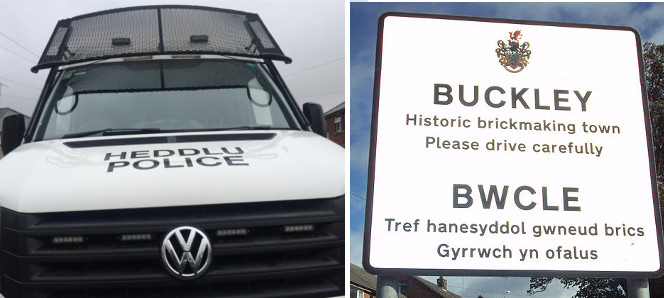 HEDDLU
POLICE
BUCKLEY
Historic brickmaking town
Please drive carefully
BWCLE
Tref hanesyddol gwneud brics
Gyrrwch yn ofalus